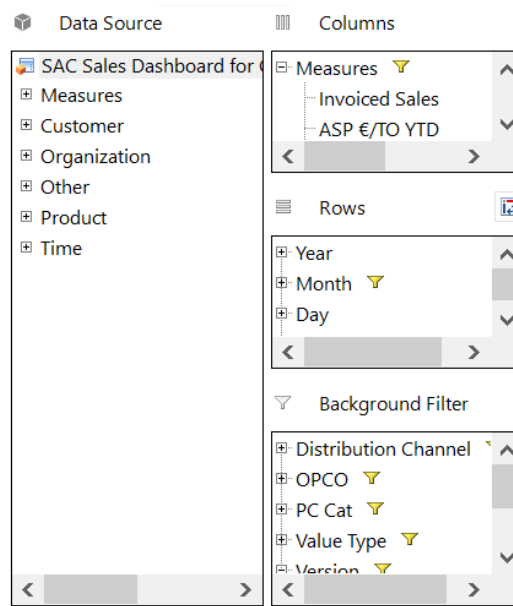 Data Source
SAC Sales Dashboard for
Measures
Customer
Organization
Other
Product
Time
Columns
Measures
Invoiced Sales
ASP €/TO YTD
Rows
Year
Month
Day
Background Filter
Distribution Channel
OPCO
PC Cat
Value Type
Version